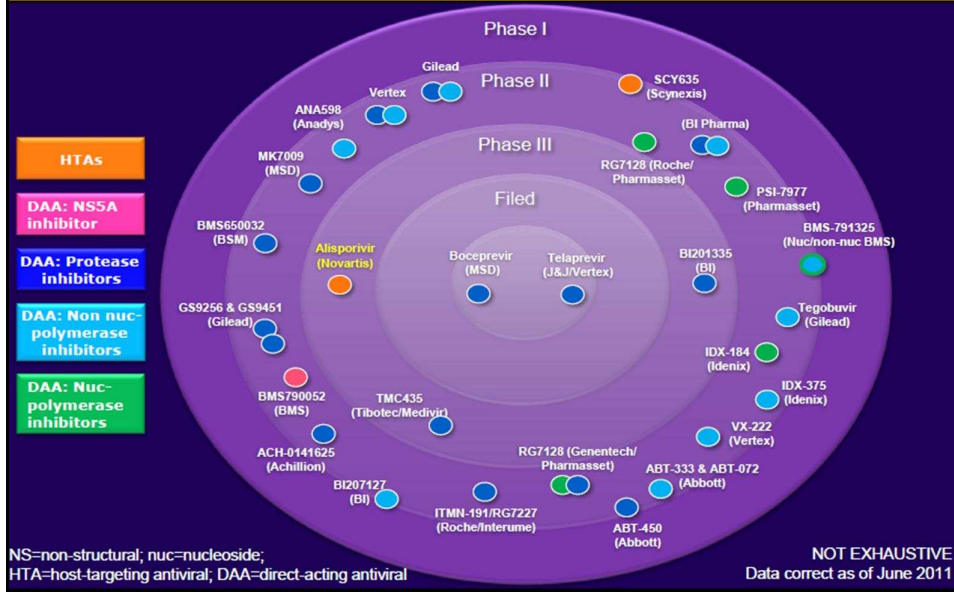 Phase I
Phase II
Phase III
Filed
HTAs
DAA: NS5A
inhibitor
DAA: Protease
inhibitors
DAA: Non nuc-
polymerase
inhibitors
DAA: Nuc-
polymerase
inhibitors
Gilead
Vertex
ANA598
(Anadys)
MK7009
(MSD)
BMS650032
(BSM)
Alisporivir
(Novartis)
GS9256 & GS9451
(Gilead)
BMS790052
(BMS)
ACH-0141625
(Achillion)
BI207127
(BI)
TMC435
(Tibotec/Medivir)
ITMN-191/RG7227
(Roche/Interume)
RG7128 (Genentech/
Pharmasset)
ABT-450
(Abbott)
ABT-333 & ABT-072
(Abbott)
VX-222
(Vertex)
IDX-375
(Idenix)
IDX-184
(Idenix)
Tegobuvir
(Gilead)
BMS-791325
(Nuc/non-nuc BMS)
PSI-7977
(Pharmasset)
(BI Pharma)
SCY635
(Scynexis)
RG7128 (Roche/
Pharmasset)
BI201335
(BI)
Boceprevir
(MSD)
Telaprevir
(J&J/Vertex)
NS=non-structural; nuc=nucleoside;
HTA=host-targeting antiviral; DAA=direct-acting antiviral
NOT EXHAUSTIVE
Data correct as of June 2011